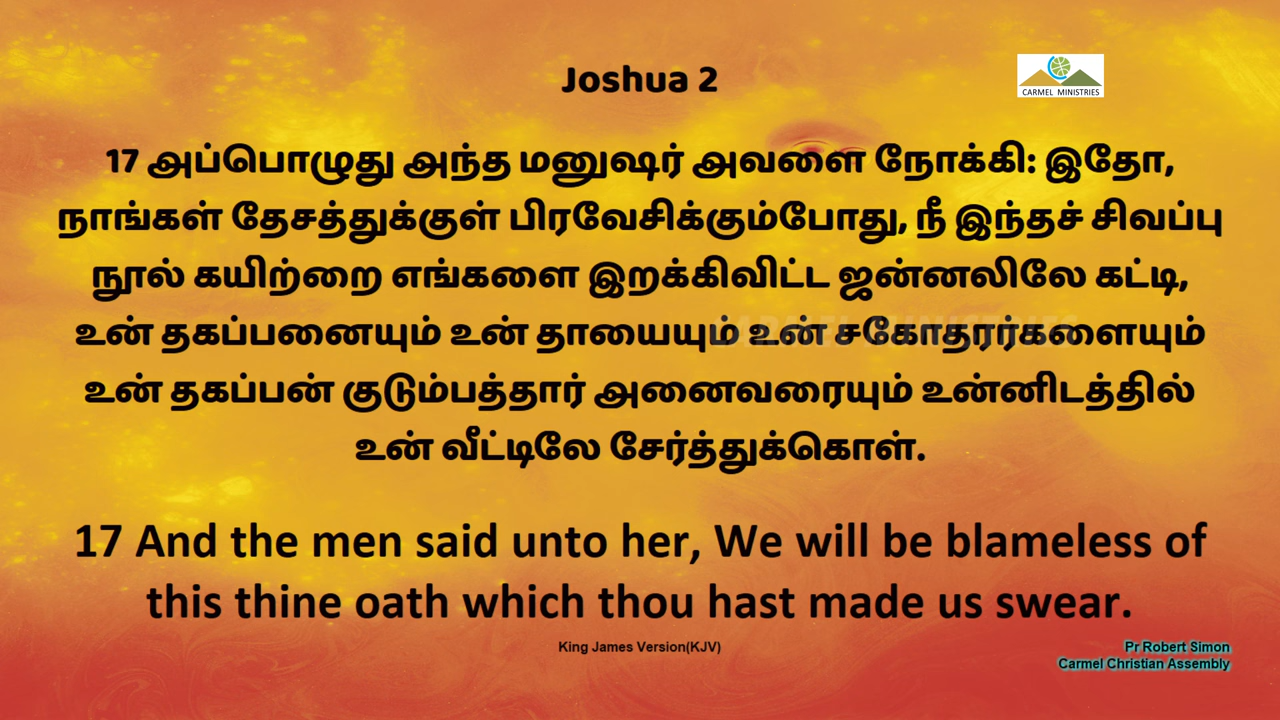 Joshua 2
CARMEL MINISTRIES
17 அப்பொழுது அந்த மனுஷர் அவளை நோக்கி: இதோ,
நாங்கள் தேசத்துக்குள் பிரவேசிக்கும்போது, நீ இந்தச் சிவப்பு
நூல் கயிற்றை எங்களை இறக்கிவிட்ட ஜன்னலிலே கட்டி,
உன் தகப்பனையும் உன் தாயையும் உன் சகோதரர்களையும்
CARMEL MINISTRIES
உன் தகப்பன் குடும்பத்தார் அனைவரையும் உன்னிடத்தில்
உன் வீட்டிலே சேர்த்துக்கொள்.
17 And the men said unto her, We will be blameless of
this thine oath which thou hast made us swear.
King James Version(KJV)
Pr Robert Simon
Carmel Christian Assembly